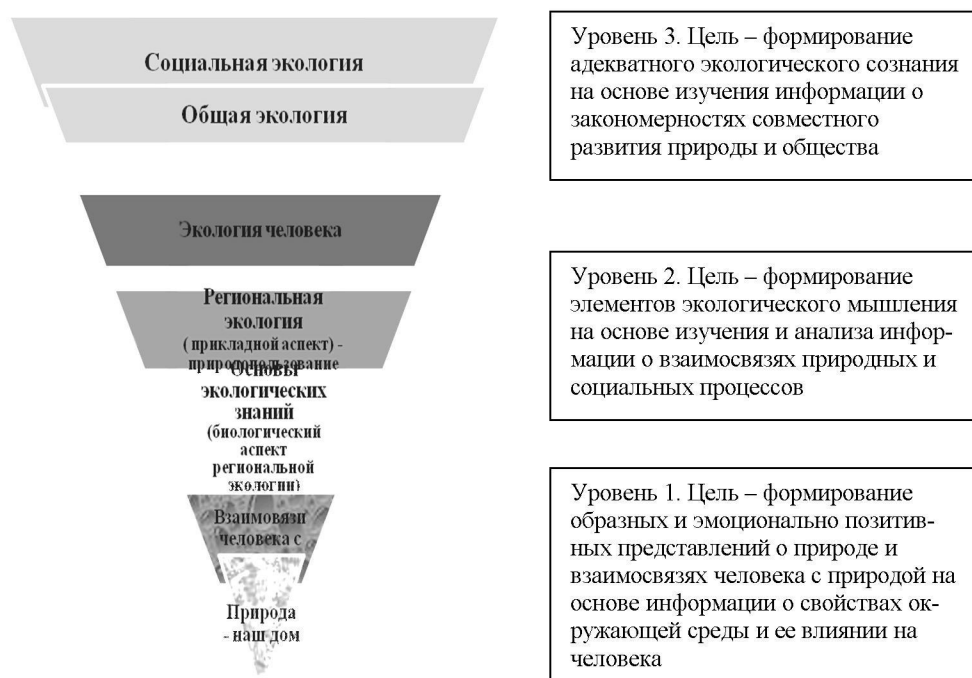 Социальная экология
Общая экология
Экология человека
Региональная
экология
( прикладной аспект) -
природопользование
Основы
экологических
знаний
(биологический
аспект
региональной
экологии)
Взаимовязи
человека с
Природа
- наш дом
Уровень 3. Цель – формирование
адекватного экологического сознания
на основе изучения информации о
закономерностях совместного
развития природы и общества
Уровень 2. Цель – формирование
элементов экологического мышления
на основе изучения и анализа инфор-
мации о взаимосвязях природных и
социальных процессов
Уровень 1. Цель – формирование
образных и эмоционально позитив-
ных представлений о природе и
взаимосвязях человека с природой на
основе информации о свойствах ок-
ружающей среды и ее влиянии на
человека